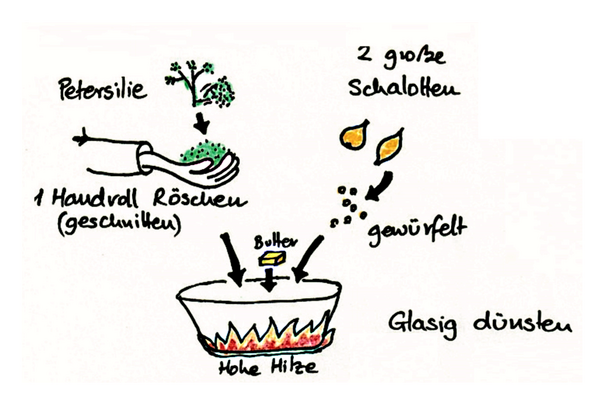 Petersilie
1 Handvoll Röschen
(geschnitten)
2 große
Schalotten
gewürfelt
Butter
Hohe Hitze
Glasig dünsten